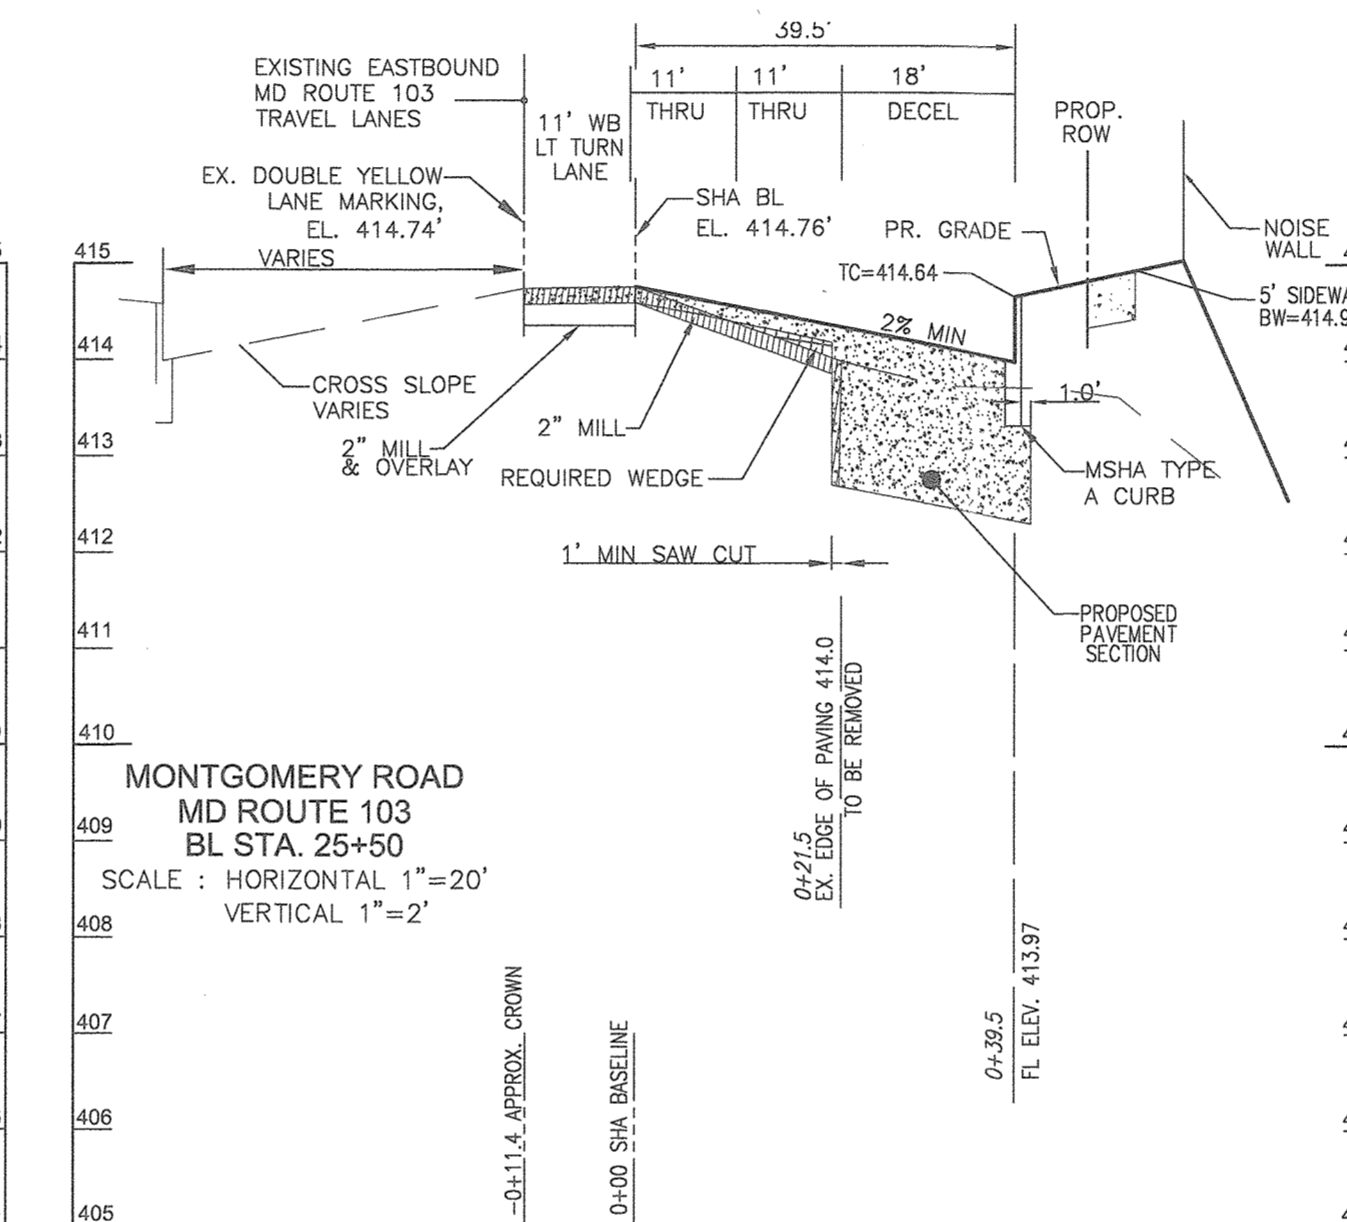 39.5'
EXISTING EASTBOUND
MD ROUTE 103
TRAVEL LANES
11'
11'
18'
THRU
THRU
DECEL
11' WB
LT TURN
LANE
PROP.
ROW
EX. DOUBLE YELLOW
LANE MARKING,
EL. 414.74'
SHA BL
EL. 414.76'
PR. GRADE
NOISE
WALL
VARIES
TC=414.64
5' 
BW=414.9
2% MIN
CROSS SLOPE
VARIES
1.0'
2" MILL
& OVERLAY
2" MILL
REQUIRED WEDGE
MSHA TYPE
A CURB
1' MIN SAW CUT
PROPOSED
PAVEMENT
SECTION
415
414
413
412
411
410
409
408
407
406
405
0+21.5
EX. EDGE OF PAVING 414.0
TO BE REMOVED
MONTGOMERY ROAD
MD ROUTE 103
BL STA. 25+50
SCALE : HORIZONTAL 1"=20'
VERTICAL 1"=2'
-0+11.4 APPROX. CROWN
0+00 SHA BASELINE
0+39.5
FL ELEV. 413.97